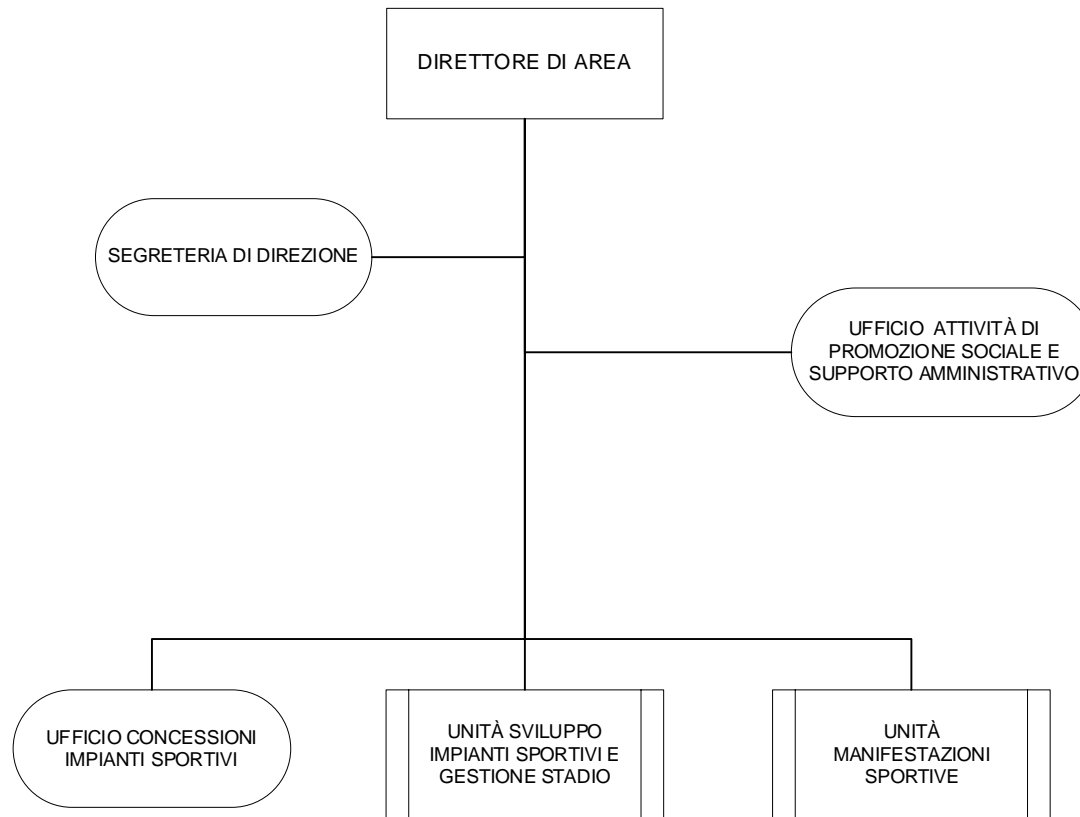 DIRETTORE DI AREA
SEGRETERIA DI DIREZIONE
UFFICIO ATTIVITÀ DI
PROMOZIONE SOCIALE E
SUPPORTO AMMINISTRATIVO
UFFICIO CONCESSIONI
IMPIANTI SPORTIVI
UNITÀ SVILUPPO
IMPIANTI SPORTIVI E
GESTIONE STADIO
UNITÀ
MANIFESTAZIONI
SPORTIVE